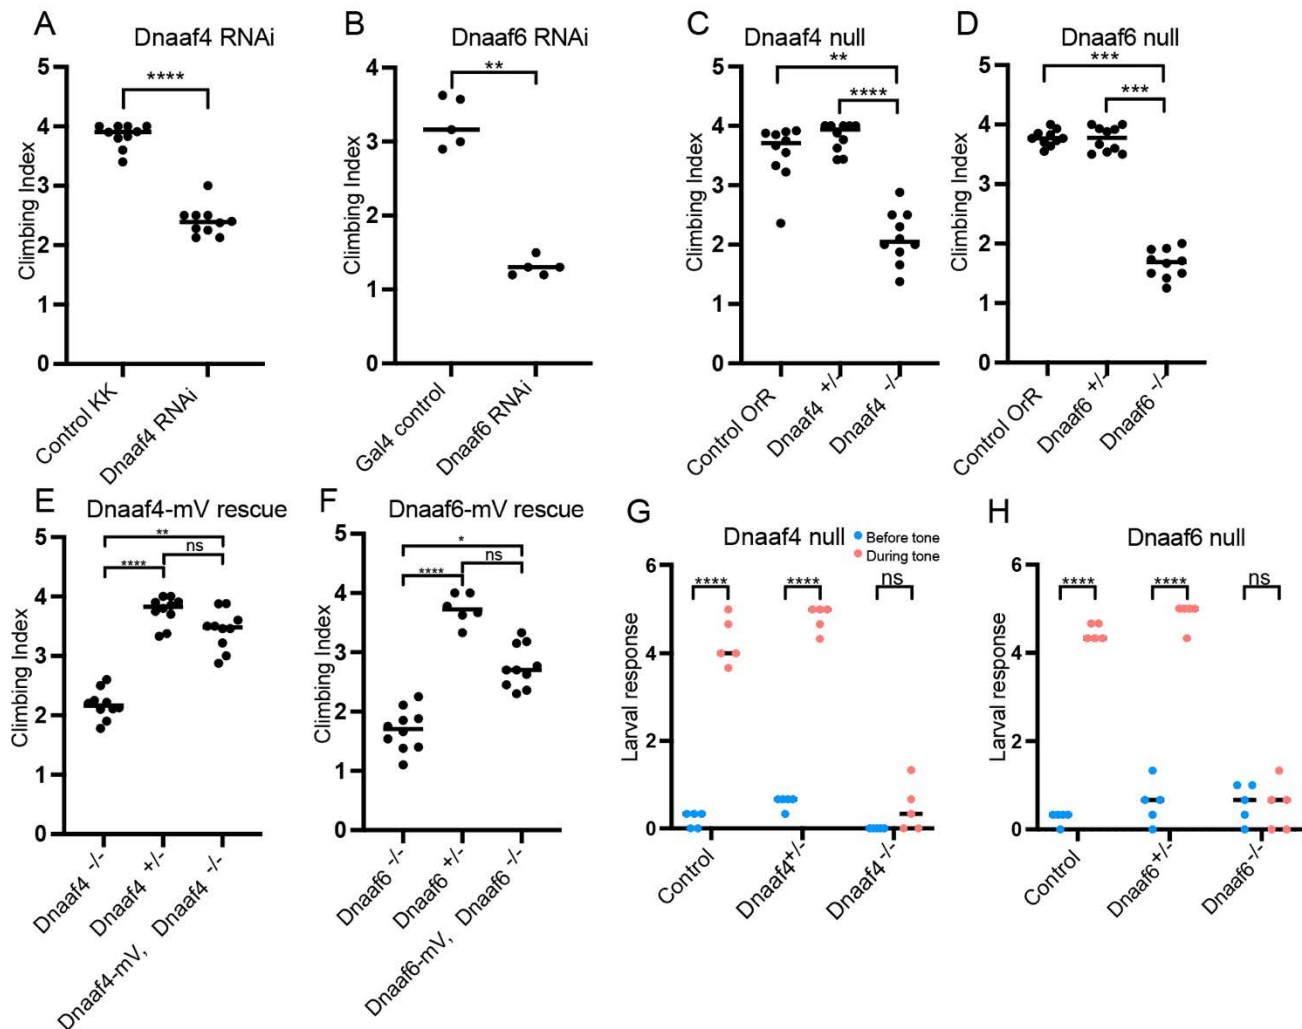 A
Dnaaf4 RNAi
Climbing Index
5
4
3
2
1
0
****
Control KK
Dnaaf4 RNAi
B
Dnaaf6 RNAi
Climbing Index
4
3
2
1
0
**
Gal4 control
Dnaaf6 RNAi
C
Dnaaf4 null
Climbing Index
5
4
3
2
1
0
**
****
Control OrR
Dnaaf4 +/-
Dnaaf4 -/-
D
Dnaaf6 null
Climbing Index
5
4
3
2
1
0
***
***
Control OrR
Dnaaf6 +/-
Dnaaf6 -/-
E
Dnaaf4-mV rescue
Climbing Index
5
4
3
2
1
0
**
ns
****
Dnaaf4 -/-
Dnaaf4 +/-
Dnaaf4-mV, Dnaaf4 -/-
F
Dnaaf6-mV rescue
Climbing Index
5
4
3
2
1
0
*
ns
****
Dnaaf6 -/-
Dnaaf6 +/-
Dnaaf6-mV, Dnaaf6 -/-
G
Dnaaf4 null
Before tone
During tone
Larval response
6
4
2
0
****
****
ns
Control
Dnaaf4+/-
Dnaaf4-/-
H
Dnaaf6 null
Larval response
6
4
2
0
****
****
ns
Control
Dnaaf6+/-
Dnaaf6-/-